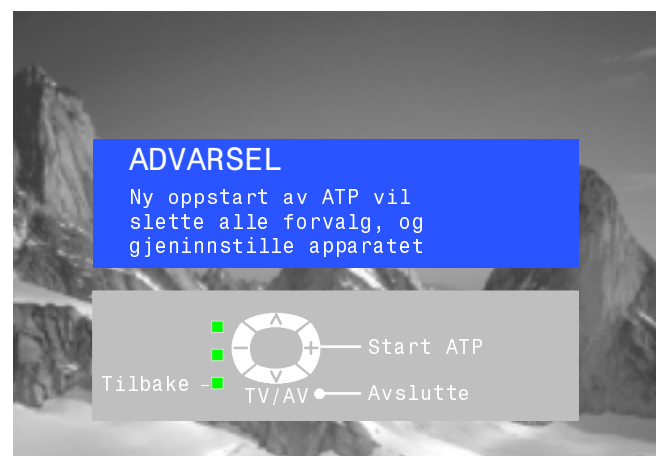 ADVARSEL
Ny oppstart av ATP vil
slette alle forvalg, og
gjeninnstille apparatet
Start ATP
Tilbake
TV/AV
Avslutte